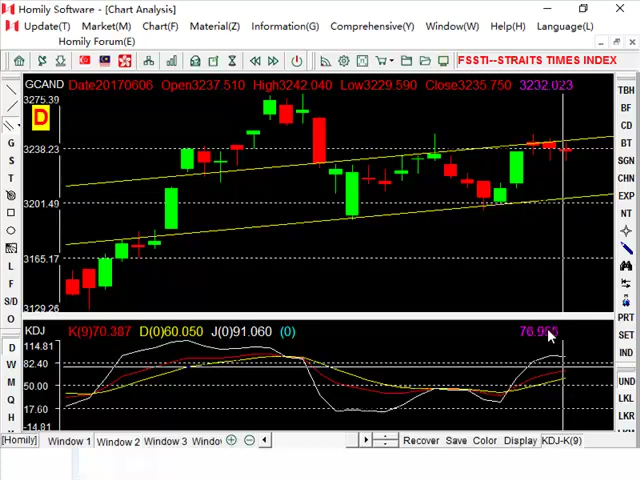 Homily Software - [Chart Analysis]
Update(T) Market(M) Chart(F) Material(Z) Information(G) Comprehensive(Y) Window(W) Help(H) Language(L)
Homily Forum(E)
FSSTI--STRAITS TIMES INDEX
GCAND Date20170606 Open3237.510 High3242.040 Low3229.590 Close3235.750 3232.023
3275.39
D
3238.23
3201.49
3165.17
3129.26
KDJ K(9)70.387 D(0)60.050 J(0)91.060 (0)
114.81
82.40
50.00
17.60
-14.81
G
S
T
L
F
S/D
O
D
W
M
Q
H
TBH
BF
CD
BT
SGN
CHN
EXP
NT
PRT
SET
IND
UND
LKL
LKR
[Homily] Window 1 Window 2 Window 3 Windo Recover Save Color Display KDJ-K(9)